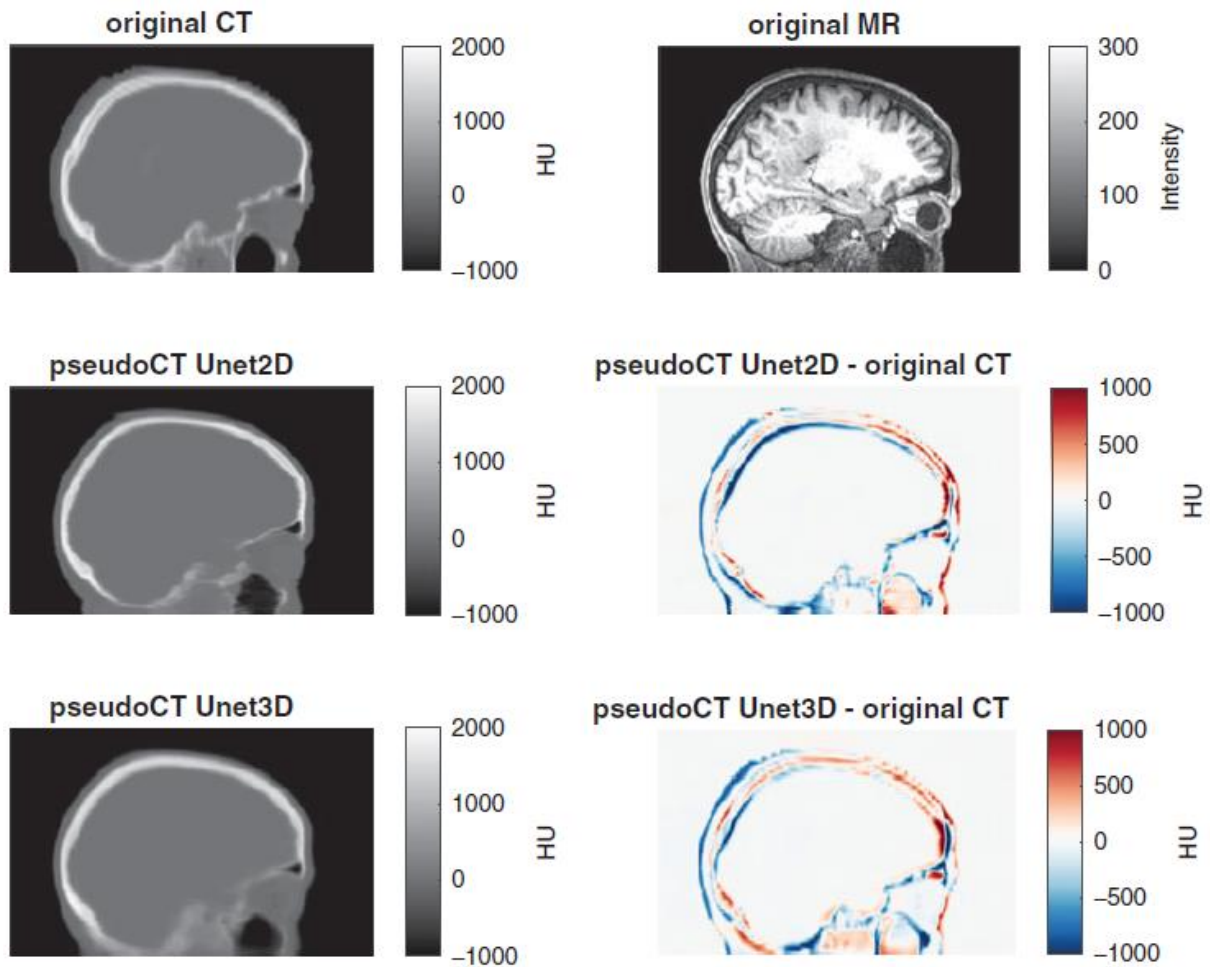 original CT
2000
1000
0
−1000
HU
original MR
300
200
100
0
Intensity
pseudoCT Unet2D
2000
1000
0
−1000
HU
pseudoCT Unet2D - original CT
1000
500
0
−500
−1000
HU
pseudoCT Unet3D
2000
1000
0
−1000
HU
pseudoCT Unet3D - original CT
1000
500
0
−500
−1000
HU